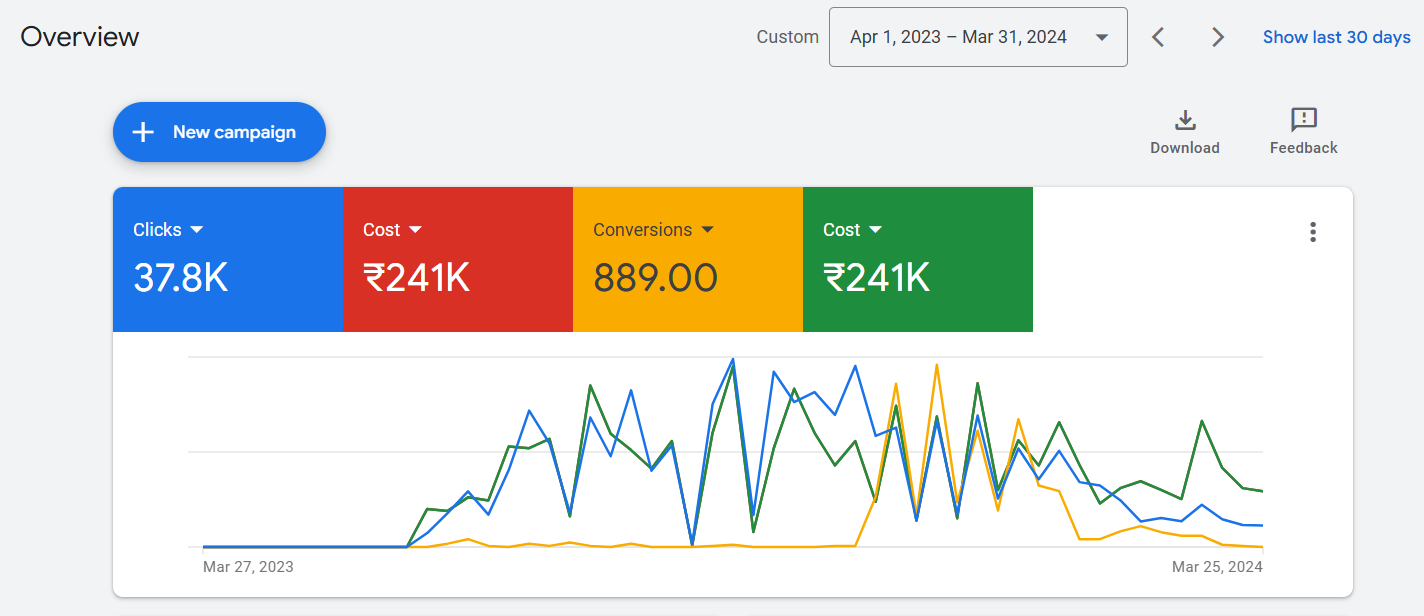 Overview
Custom
Apr 1, 2023 – Mar 31, 2024
Show last 30 days
New campaign
Download
Feedback
Clicks
37.8K
Cost
₹241K
Conversions
889.00
Cost
₹241K
Mar 27, 2023
Mar 25, 2024